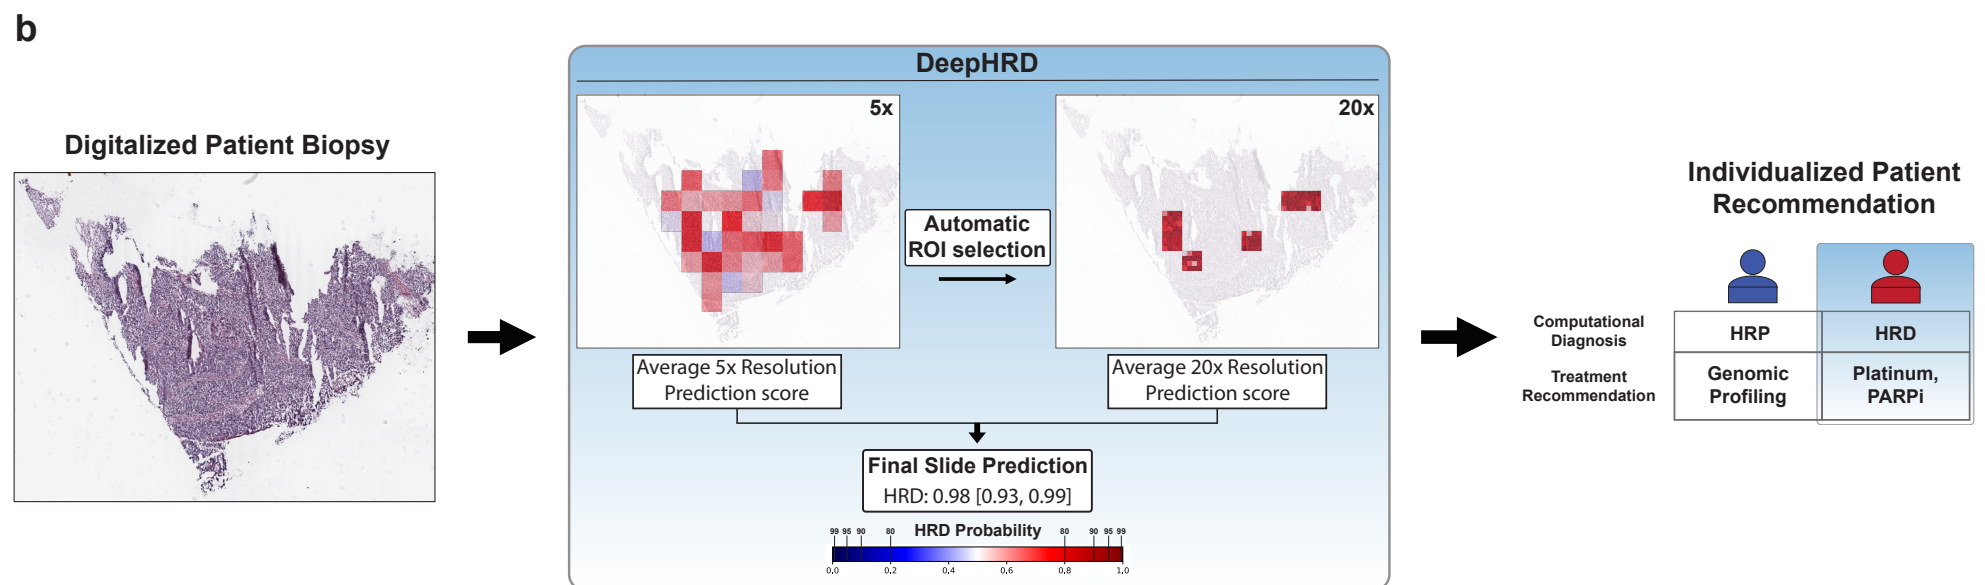 b
Digitalized Patient Biopsy
DeepHRD
5x
20x
Automatic
ROI selection
Average 5x Resolution
Prediction score
Average 20x Resolution
Prediction score
Final Slide Prediction
HRD: 0.98 [0.93, 0.99]
HRD Probability
99 95 90 80 80 90 95 99
0.0 0.2 0.4 0.6 0.8 1.0
Individualized Patient
Recommendation
Computational
Diagnosis
HRP
HRD
Treatment
Recommendation
Genomic
Profiling
Platinum,
PARPi